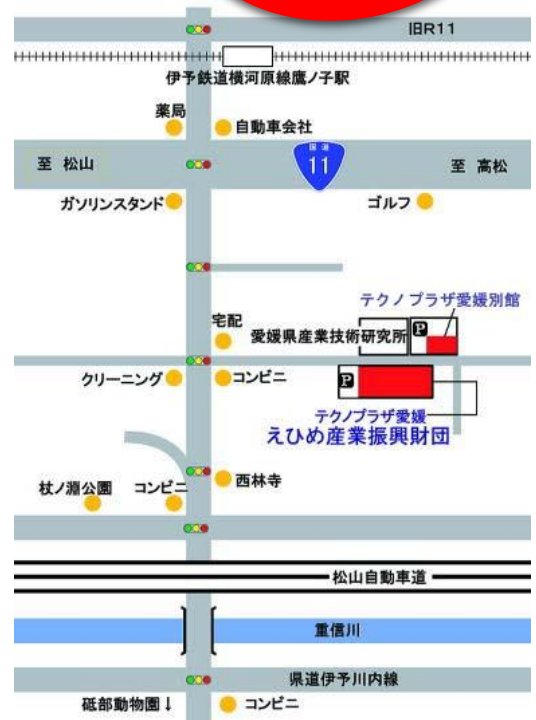 旧R11
伊予鉄道横河原線鷹ノ子駅
薬局
自動車会社
至 松山
国道
11
至 高松
ガソリンスタンド
ゴルフ
テクノプラザ愛媛別館
宅配
愛媛県産業技術研究所
P
クリーニング
コンビニ
P
テクノプラザ愛媛
えひめ産業振興財団
杖ノ淵公園
コンビニ
西林寺
松山自動車道
重信川
県道伊予川内線
砥部動物園↓
コンビニ